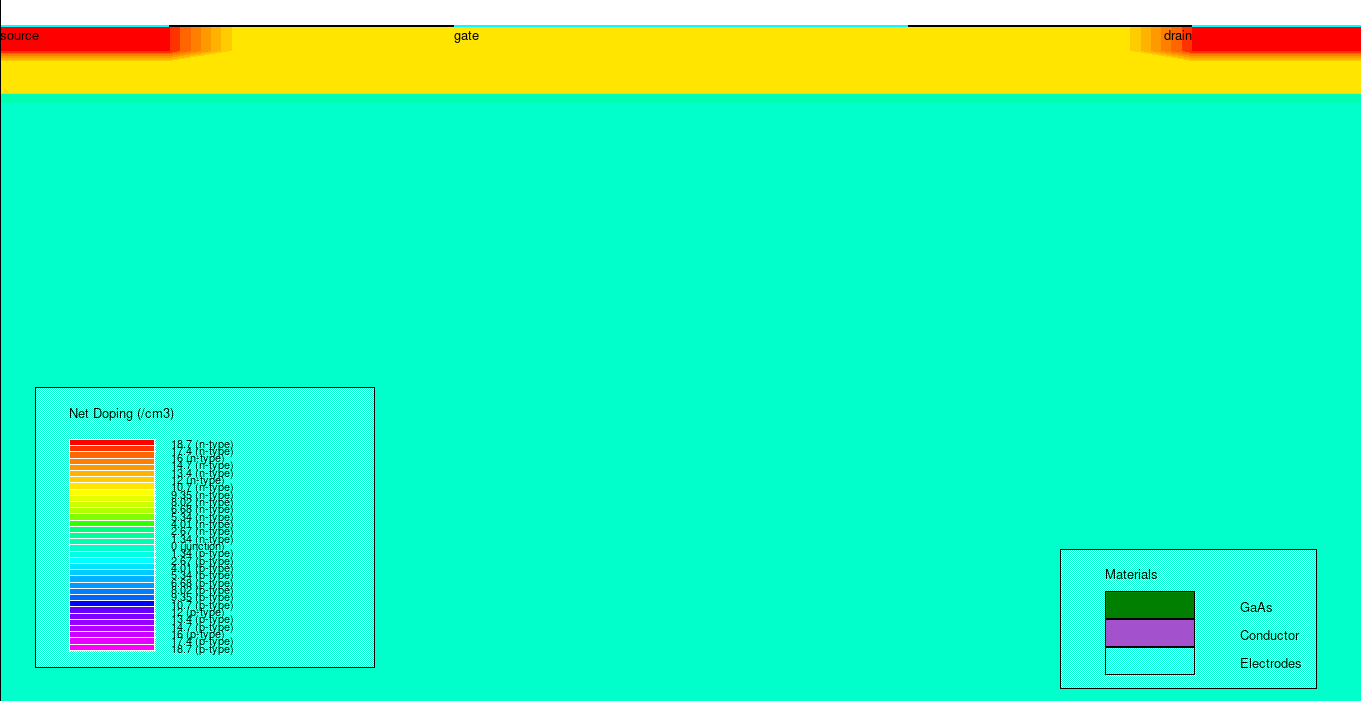 source
gate
drain
Net Doping (/cm3)
18.7 (n-type)
17.4 (n-type)
16 (n-type)
14.7 (n-type)
13.4 (n-type)
12 (n-type)
10.7 (n-type)
9.35 (n-type)
8.02 (n-type)
6.68 (n-type)
5.34 (n-type)
4.01 (n-type)
2.67 (n-type)
1.34 (n-type)
0 (junction)
1.34 (p-type)
2.67 (p-type)
4.01 (p-type)
5.34 (p-type)
6.68 (p-type)
8.02 (p-type)
9.35 (p-type)
10.7 (p-type)
12 (p-type)
13.4 (p-type)
14.7 (p-type)
16 (p-type)
17.4 (p-type)
18.7 (p-type)
Materials
GaAs
Conductor
Electrodes